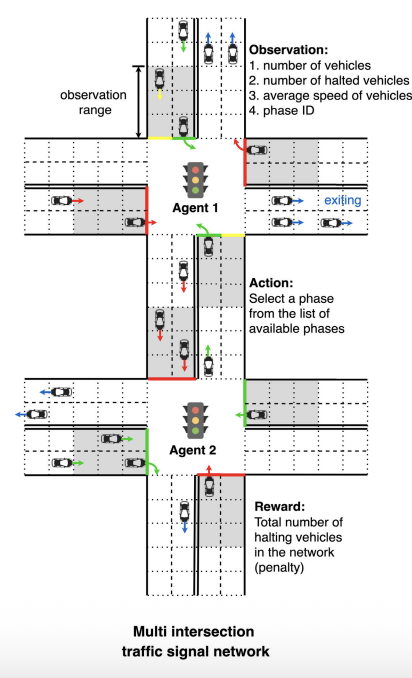 Observation:
1. number of vehicles
2. number of halted vehicles
3. average speed of vehicles
4. phase ID
observation
range
Agent 1
exiting
Action:
Select a phase
from the list of
available phases
Agent 2
Reward:
Total number of
halting vehicles
in the network
(penalty)
Multi intersection
traffic signal network